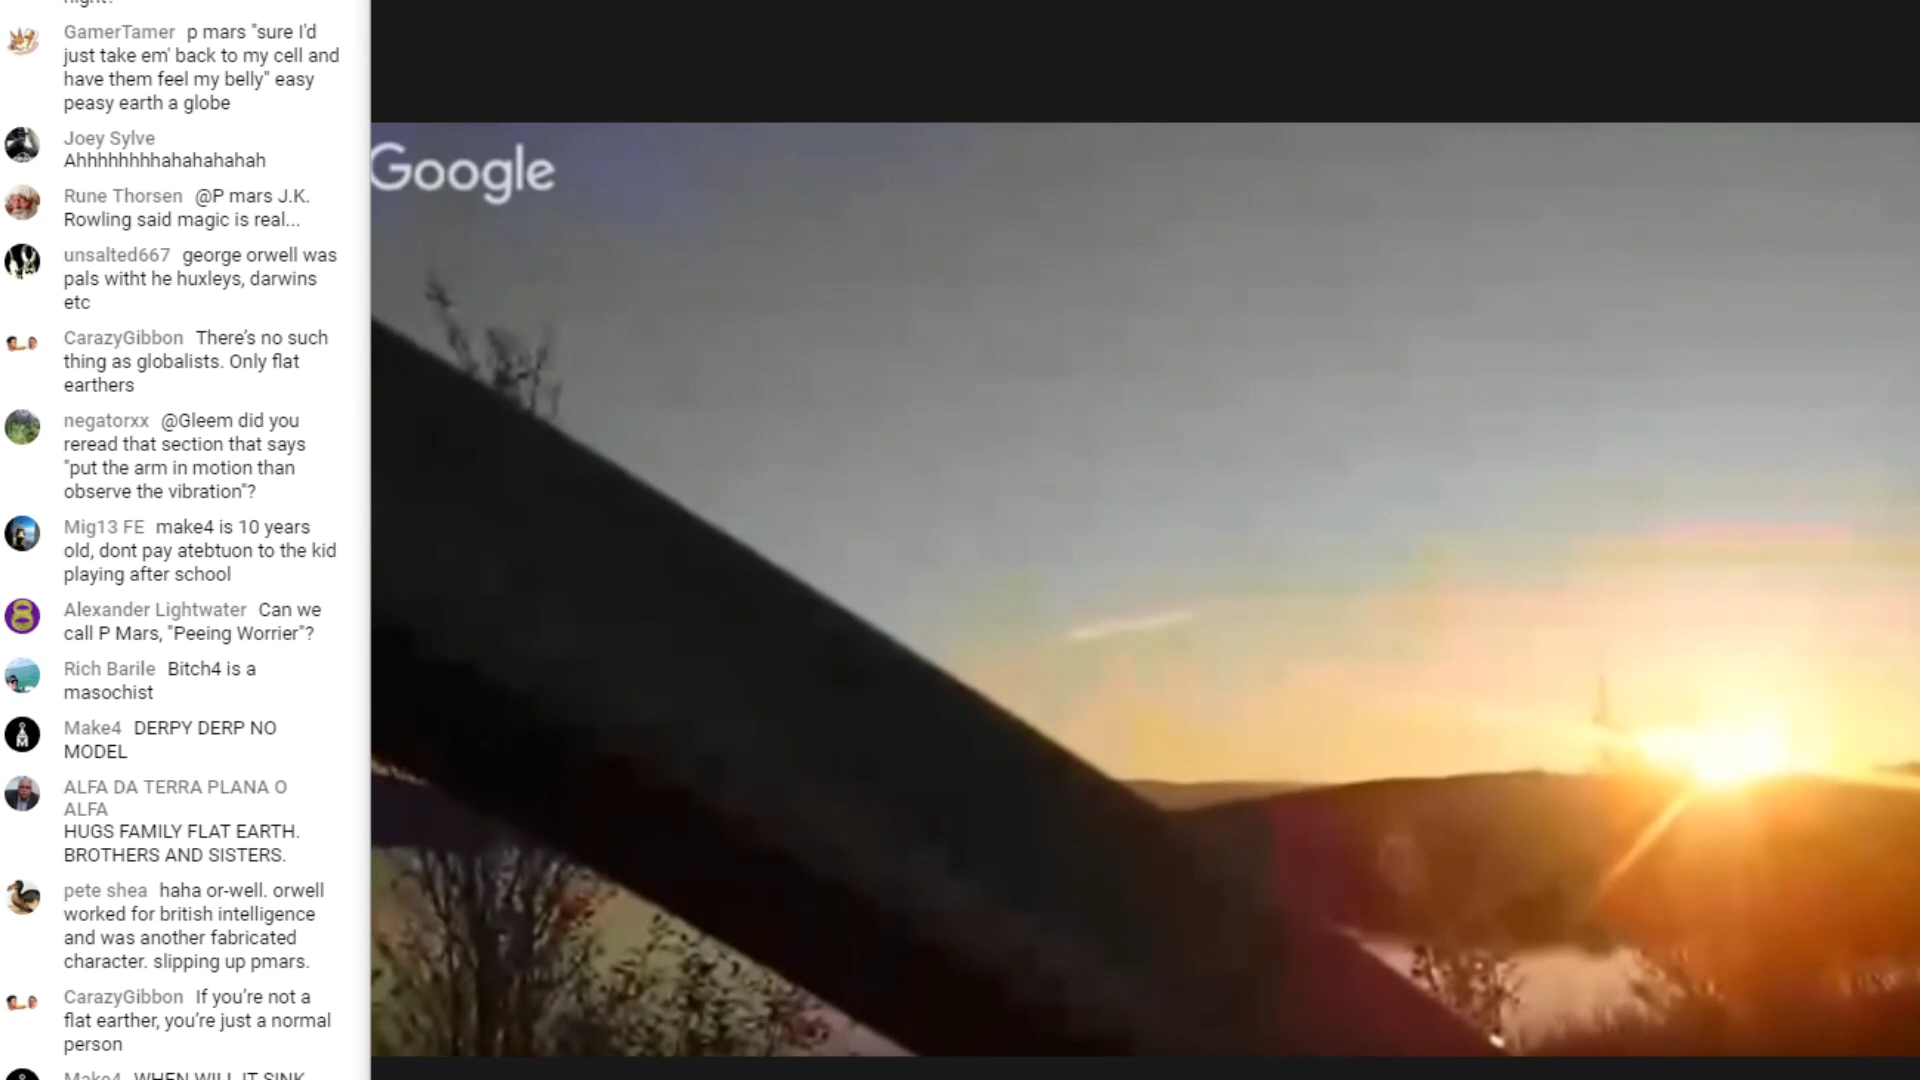 night?
GamerTamer p mars "sure I'd
just take em' back to my cell and
have them feel my belly" easy
peasy earth a globe
Joey Sylve
Ahhhhhhhhahahahahah
Rune Thorsen @P mars J.K.
Rowling said magic is real...
unsalted667 george orwell was
pals witht he huxleys, darwins
etc
CarazyGibbon There's no such
thing as globalists. Only flat
earthers
negatorxx @Gleem did you
reread that section that says
"put the arm in motion than
observe the vibration"?
Mig13 FE make4 is 10 years
old, dont pay atebtuon to the kid
playing after school
Alexander Lightwater Can we
call P Mars, "Peeing Worrier"?
Rich Barile Bitch4 is a
masochist
Make4 DERPY DERP NO
MODEL
ALFA DA TERRA PLANA O
ALFA
HUGS FAMILY FLAT EARTH.
BROTHERS AND SISTERS.
pete shea haha or-well. orwell
worked for british intelligence
and was another fabricated
character. slipping up pmars.
CarazyGibbon If you're not a
flat earther, you're just a normal
person
Make4 WHEN WILL IT SINK
Google